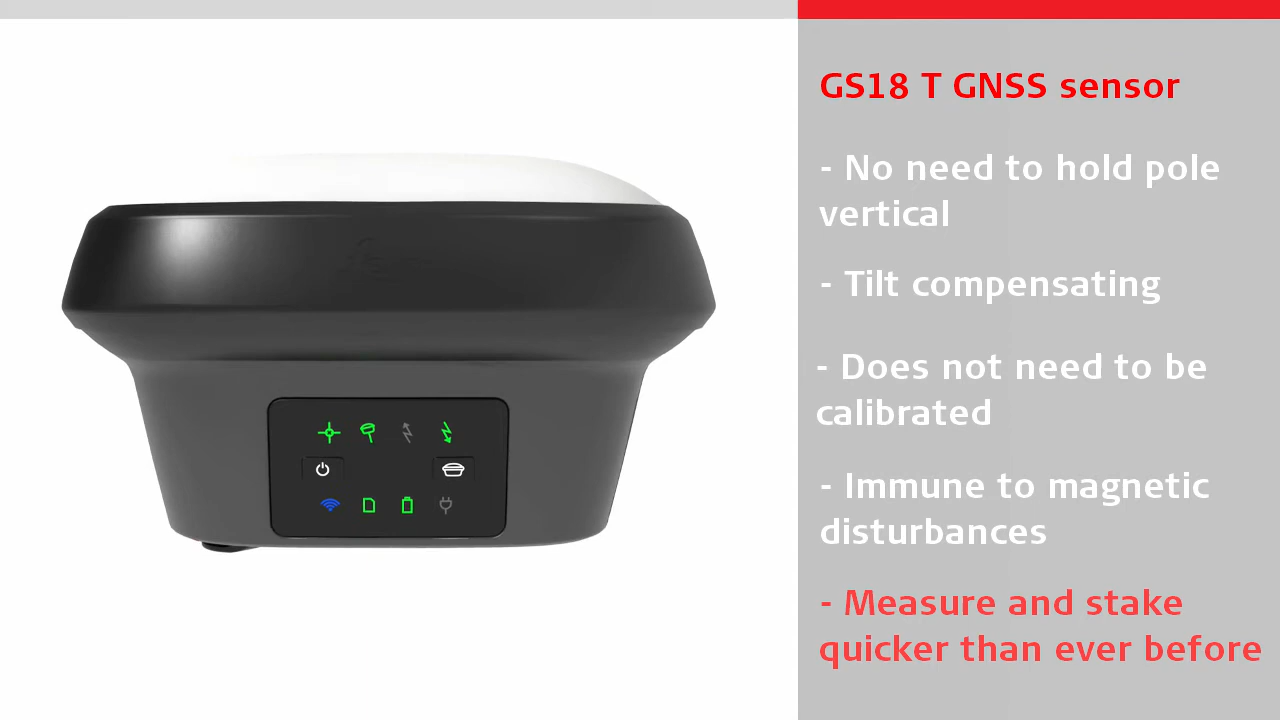 GS18 T GNSS sensor
- No need to hold pole
vertical
- Tilt compensating
- Does not need to be
calibrated
- Immune to magnetic
disturbances
- Measure and stake
quicker than ever before